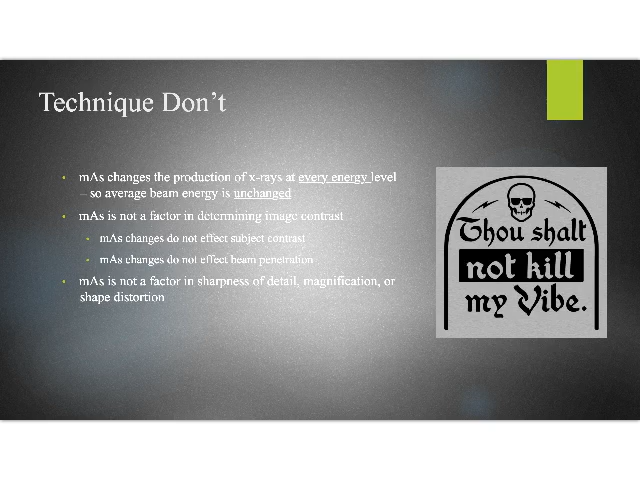 Technique Don't
mAs changes the production of x-rays at every energy level
– so average beam energy is unchanged
mAs is not a factor in determining image contrast
mAs changes do not effect subject contrast
mAs changes do not effect beam penetration
mAs is not a factor in sharpness of detail, magnification, or
shape distortion
Thou shalt
not kill
my Vibe.